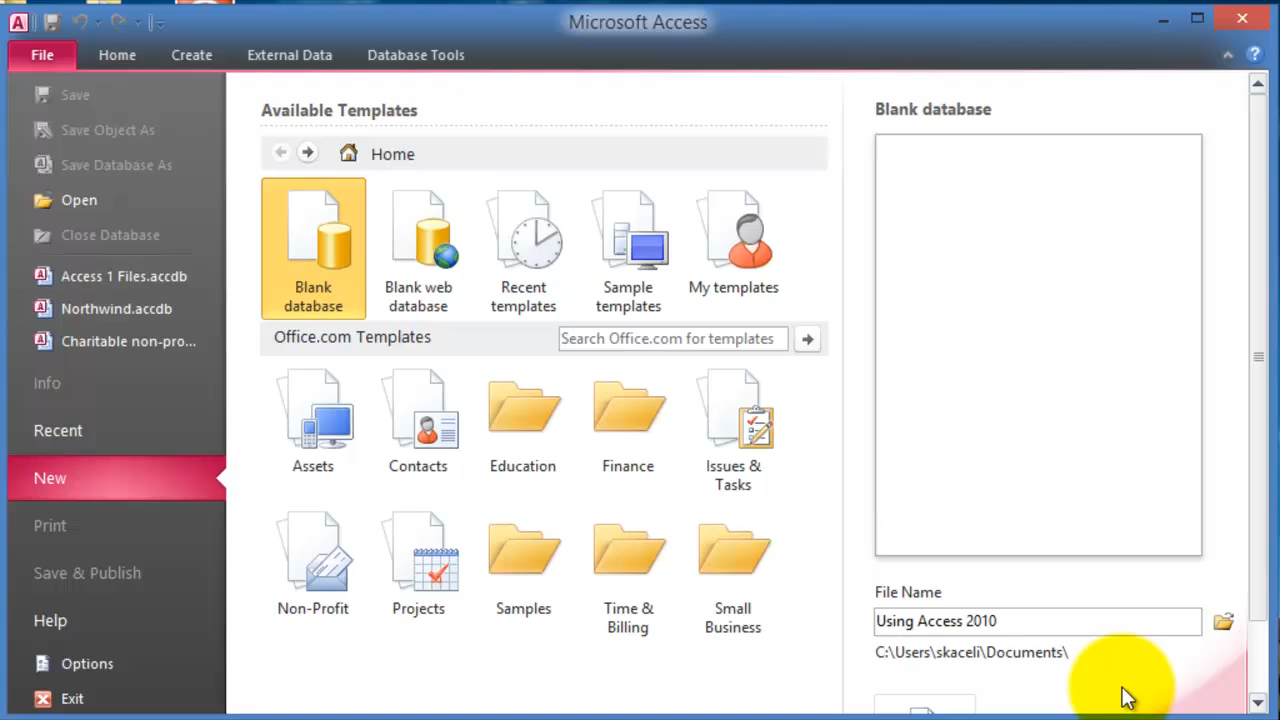 Microsoft Access
File Home Create External Data Database Tools
Save
Save Object As
Save Database As
Open
Close Database
Access 1 Files.accdb
Northwind.accdb
Charitable non-pro...
Info
Recent
New
Print
Save & Publish
Help
Options
Exit
Available Templates
Home
Blank
database
Blank web
database
Recent
templates
Sample
templates
My templates
Office.com Templates
Search Office.com for templates
Assets
Contacts
Education
Finance
Issues &
Tasks
Non-Profit
Projects
Samples
Time &
Billing
Small
Business
Blank database
File Name
Using Access 2010
C:\Users\skaceli\Documents\